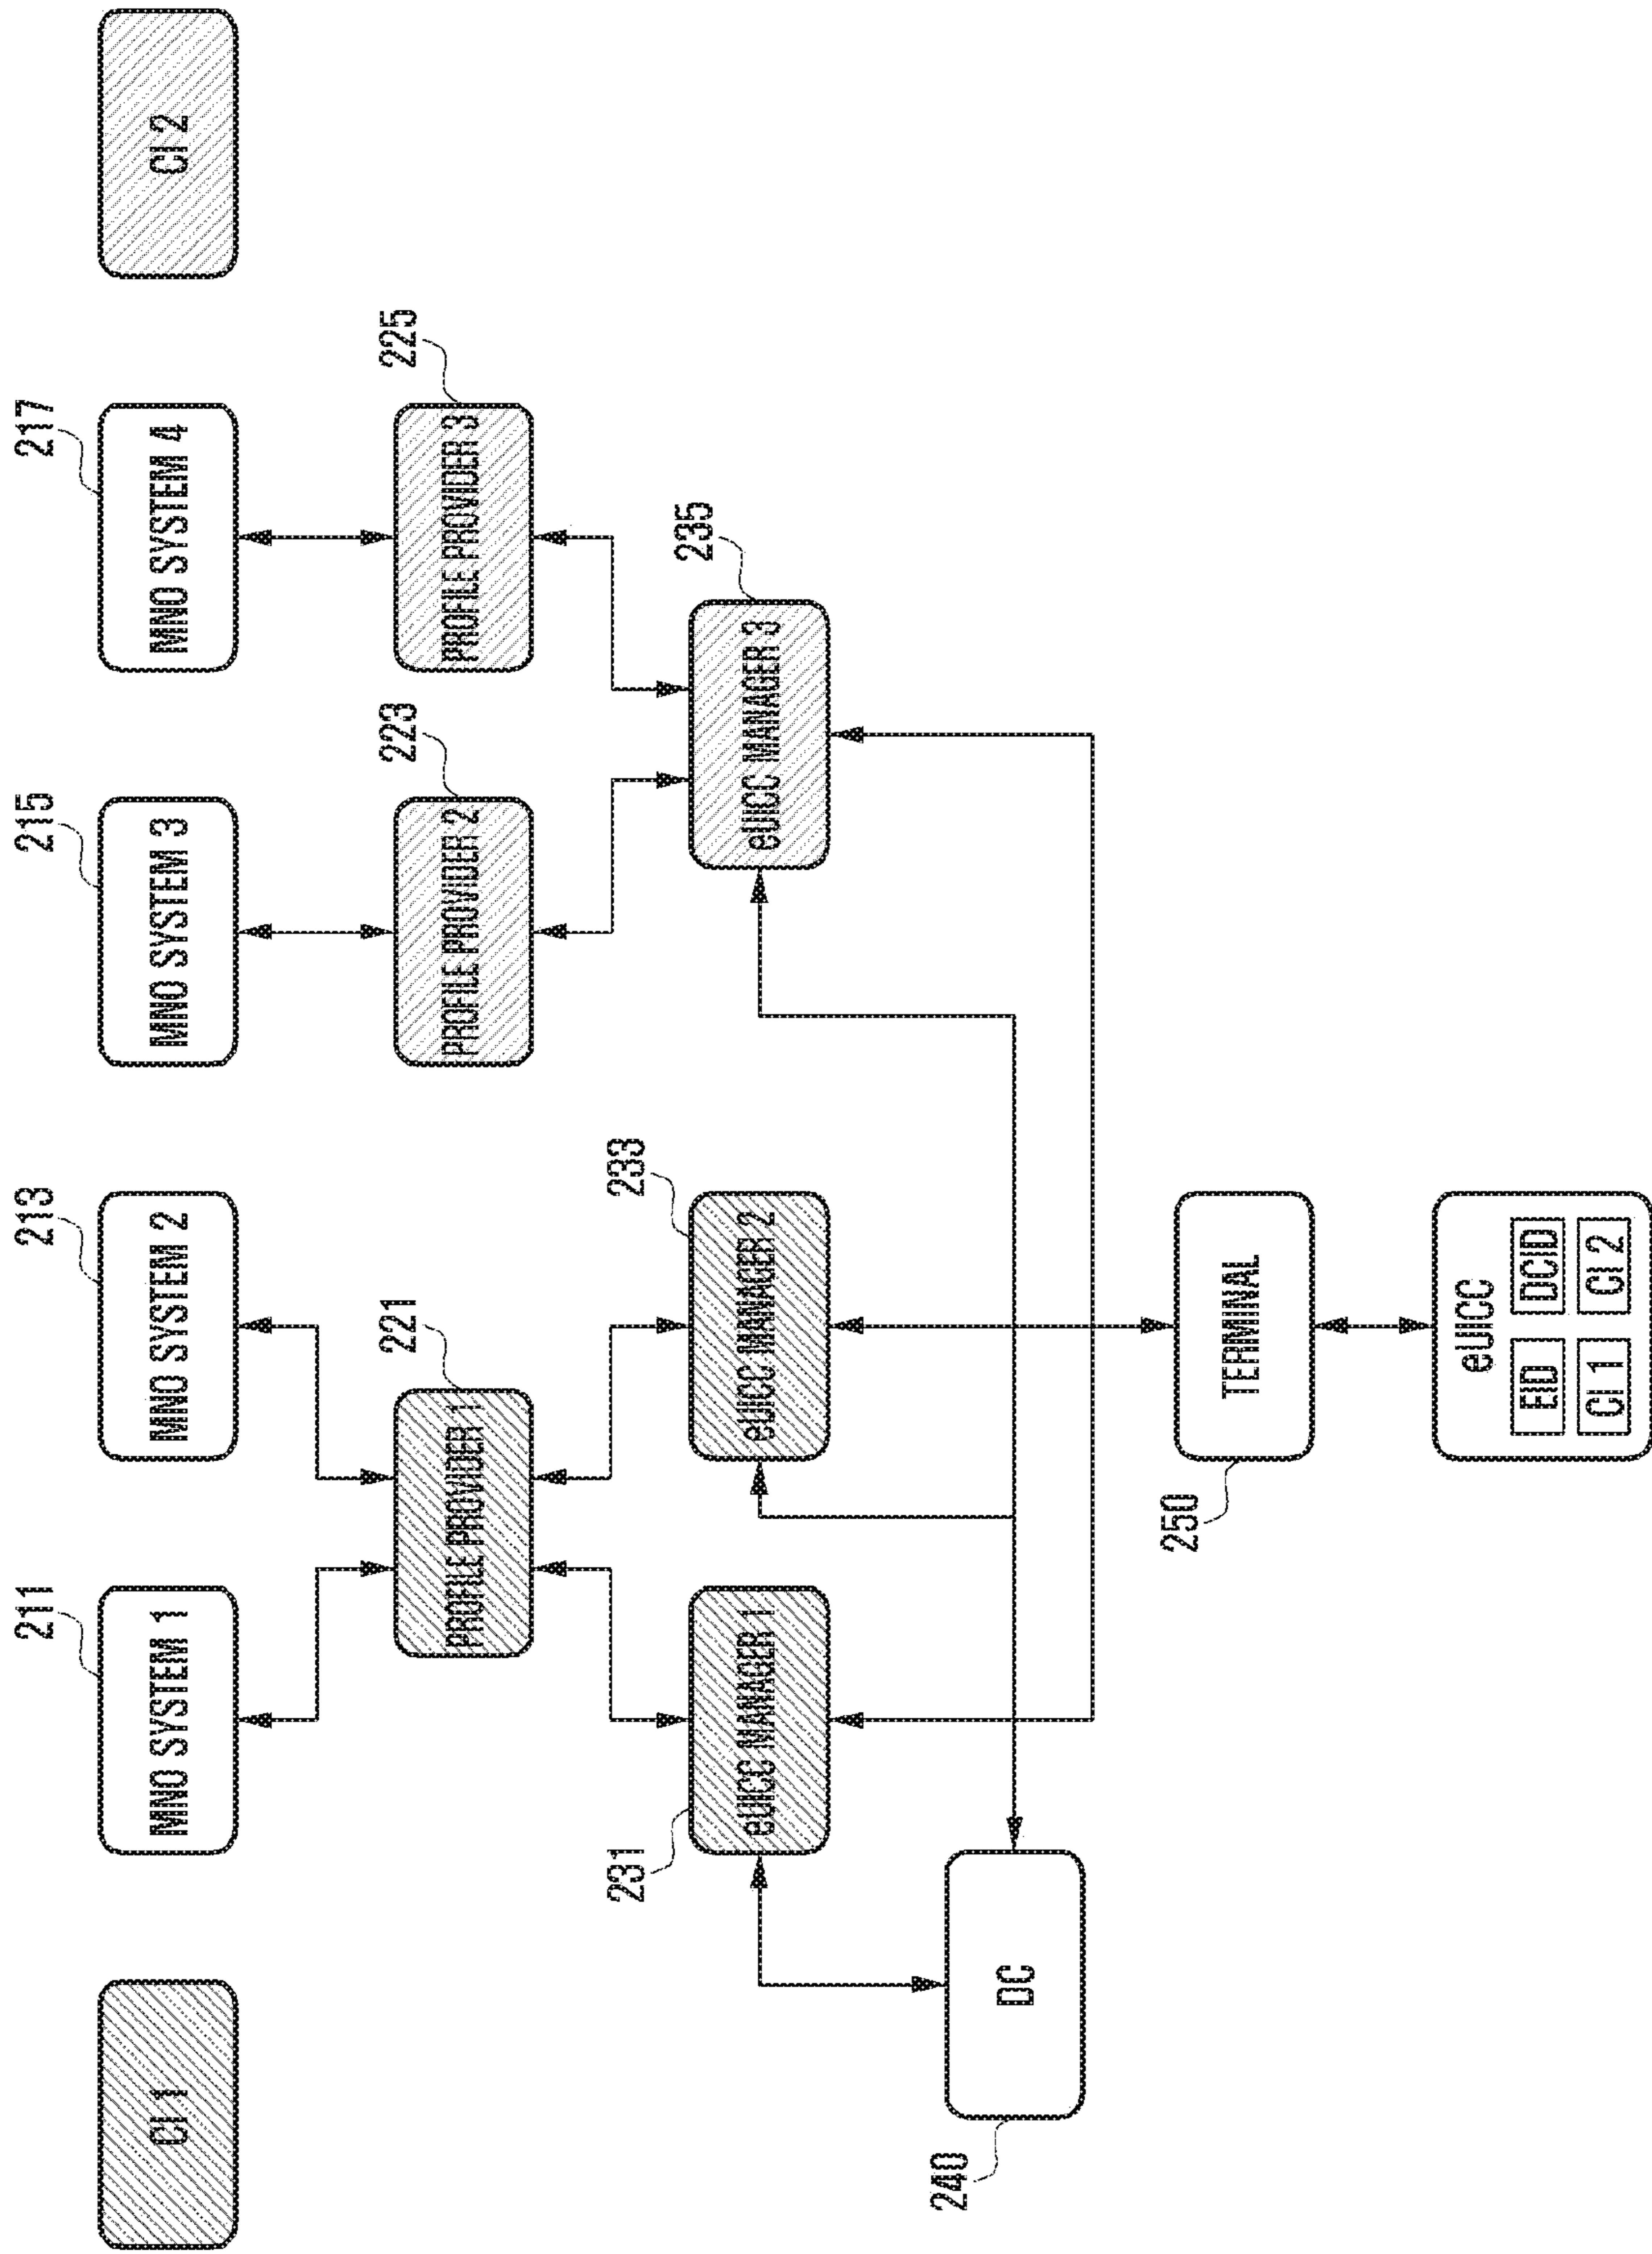 CI 1
211
MNO SYSTEM 1
213
MNO SYSTEM 2
215
MNO SYSTEM 3
217
MNO SYSTEM 4
CI 2
221
PROFILE PROVIDER 1
223
PROFILE PROVIDER 2
225
PROFILE PROVIDER 3
231
eUICC MANAGER 1
233
eUICC MANAGER 2
235
eUICC MANAGER 3
240
DC
250
TERMINAL
eUICC
EID
DCID
CI 1
CI 2